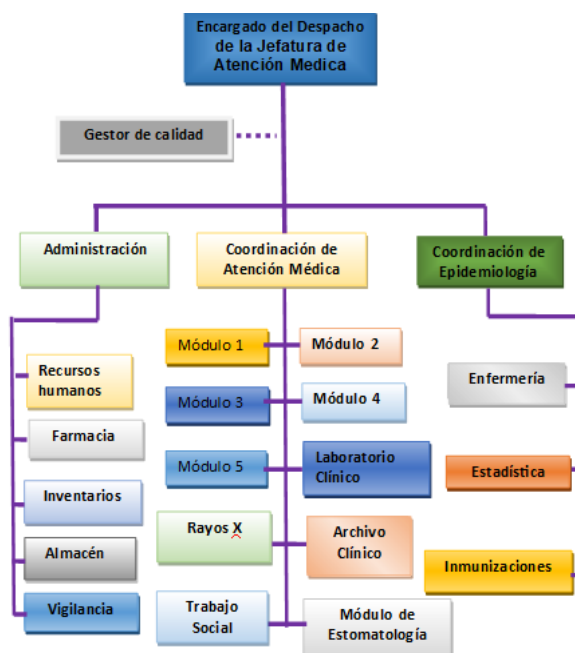 Encargado del Despacho
de la Jefatura de
Atención Medica
Gestor de calidad
Administración
Coordinación de
Atención Médica
Coordinación de
Epidemiología
Recursos
humanos
Farmacia
Inventarios
Almacén
Vigilancia
Módulo 1
Módulo 2
Módulo 3
Módulo 4
Módulo 5
Laboratorio
Clínico
Rayos X
Archivo
Clínico
Trabajo
Social
Módulo de
Estomatología
Enfermería
Estadística
Inmunizaciones